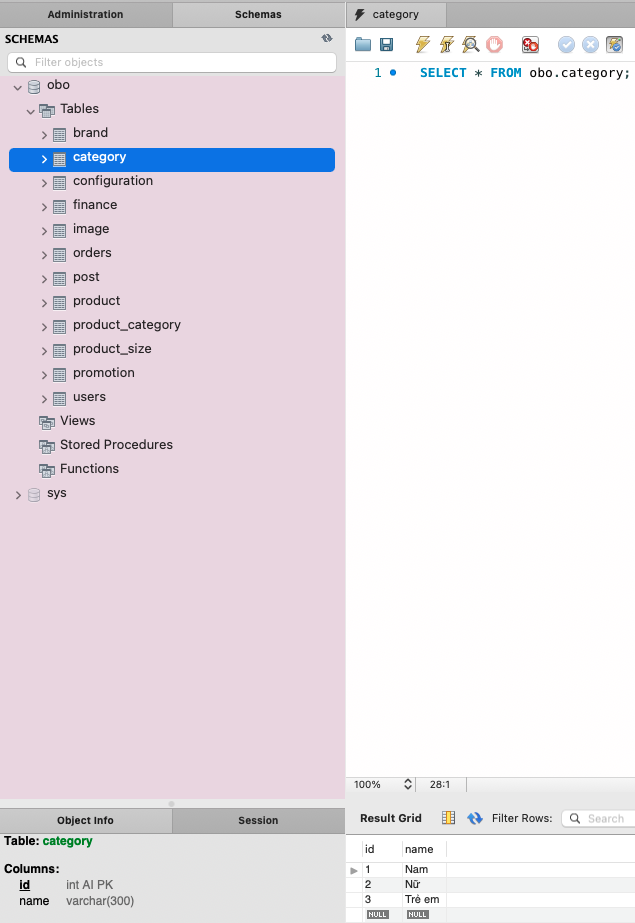 Administration
Schemas
SCHEMAS
Filter objects
obo
Tables
brand
category
configuration
finance
image
orders
post
product
product_category
product_size
promotion
users
Views
Stored Procedures
Functions
sys
Object Info
Session
Table: category
Columns:
id int AI PK
name varchar(300)
category
1 SELECT * FROM obo.category;
100% 28:1
Result Grid Filter Rows: Search
id name
1 Nam
2 Nữ
3 Trẻ em
NULL NULL